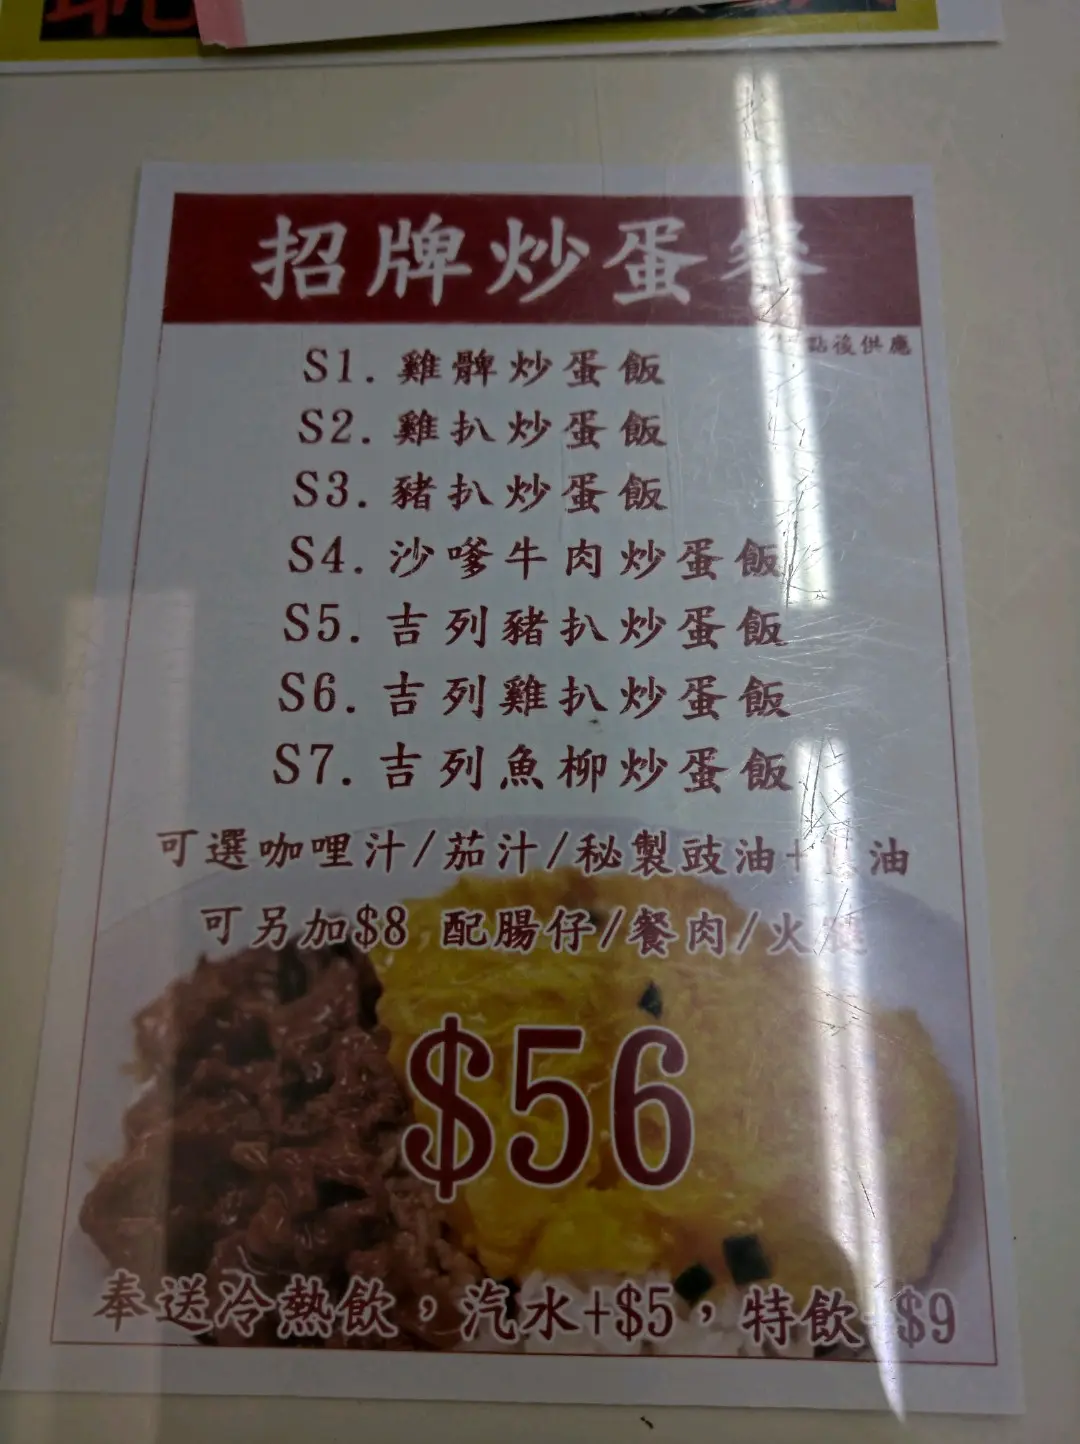 招牌炒蛋
點後供應
S1. 雞髀炒蛋飯
S2. 雞扒炒蛋飯
S3. 豬扒炒蛋飯
S4. 沙嗲牛肉炒蛋飯
S5. 吉列豬扒炒蛋飯
S6. 吉列雞扒炒蛋飯
S7. 吉列魚柳炒蛋飯
可選咖哩汁/茄汁/秘製豉油+油
可另加$8 配腸仔/餐肉/火
$56
奉送冷熱飲，汽水+$5，特飲+$9